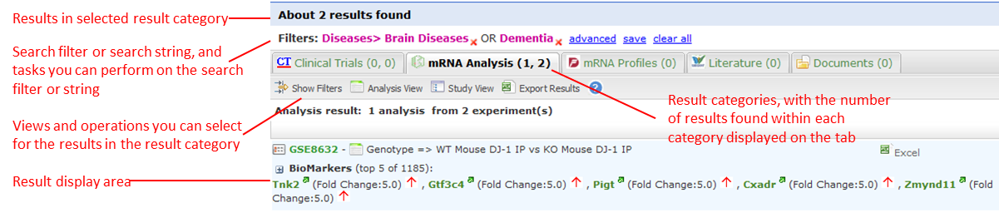 Results in selected result category
About 2 results found
Search filter or search string, and
tasks you can perform on the search
filter or string
Filters: Diseases> Brain Diseases OR Dementia advanced save clear all
CT Clinical Trials (0, 0) mRNA Analysis (1, 2) mRNA Profiles (0) Literature (0) Documents (0)
Show Filters Analysis View Study View Export Results ?
Analysis result: 1 analysis from 2 experiment(s)
Result categories, with the number
of results found within each
category displayed on the tab
Views and operations you can select
for the results in the result category
GSE8632 - Genotype => WT Mouse DJ-1 IP vs KO Mouse DJ-1 IP Excel
BioMarkers (top 5 of 1185):
Result display area
Tnk2 (Fold Change:5.0) , Gtf3c4 (Fold Change:5.0) , Pigt (Fold Change:5.0) , Cxadr (Fold Change:5.0) , Zmynd11 (Fold
Change:5.0)